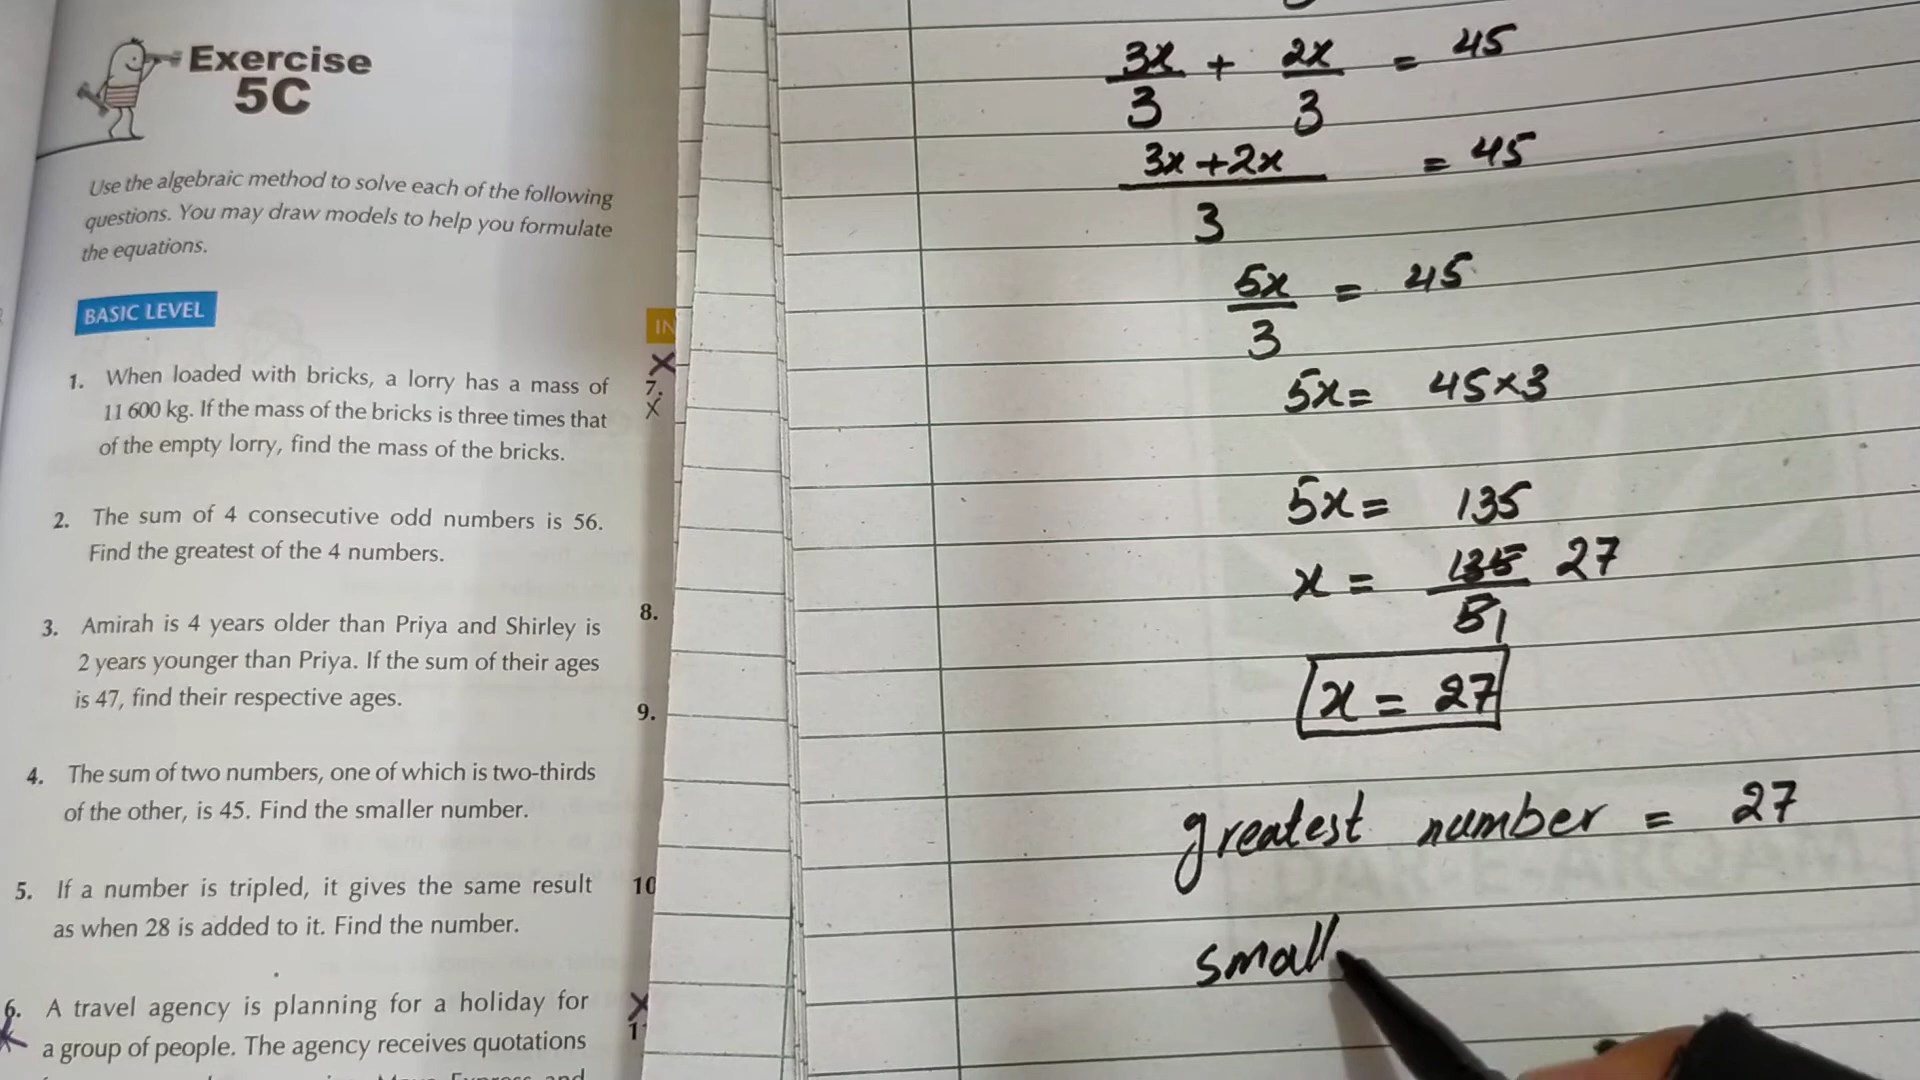 Exercise
5C
Use the algebraic method to solve each of the following
questions. You may draw models to help you formulate
the equations.
BASIC LEVEL
1. When loaded with bricks, a lorry has a mass of
11 600 kg. If the mass of the bricks is three times that
of the empty lorry, find the mass of the bricks.
2. The sum of 4 consecutive odd numbers is 56.
Find the greatest of the 4 numbers.
3. Amirah is 4 years older than Priya and Shirley is
2 years younger than Priya. If the sum of their ages
is 47, find their respective ages.
4. The sum of two numbers, one of which is two-thirds
of the other, is 45. Find the smaller number.
5. If a number is tripled, it gives the same result
as when 28 is added to it. Find the number.
6. A travel agency is planning for a holiday for
a group of people. The agency receives quotations
IN
7.
8.
9.
10
1
3x/3 + 2x/3 = 45
3x+2x/3 = 45
5x/3 = 45
5x = 45×3
5x = 135
x = 135/5 27
1
x = 27
greatest number = 27
small